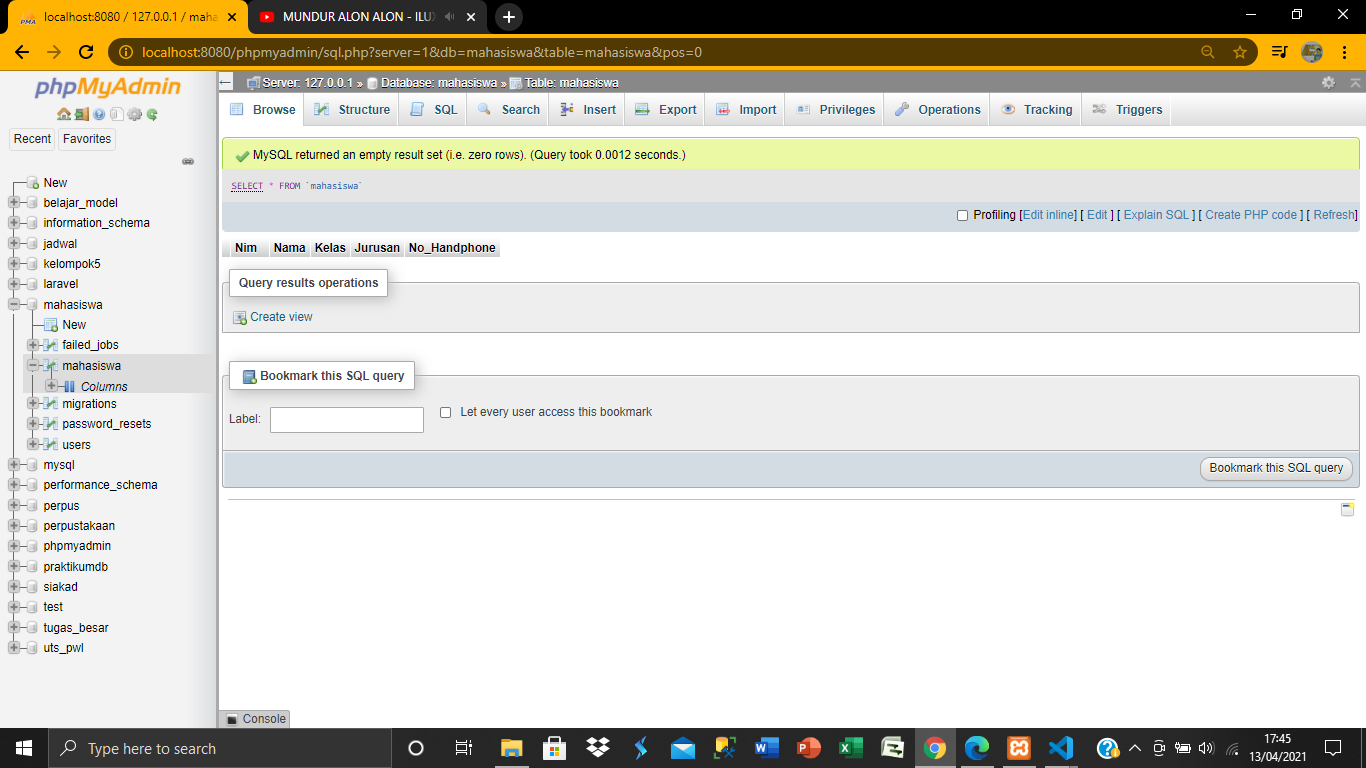 localhost:8080 / 127.0.0.1 / maha
MUNDUR ALON ALON - ILUX
localhost:8080/phpmyadmin/sql.php?server=1&db=mahasiswa&table=mahasiswa&pos=0
phpMyAdmin
Recent Favorites
New
belajar_model
information_schema
jadwal
kelompok5
laravel
mahasiswa
New
failed_jobs
mahasiswa
Columns
migrations
password_resets
users
mysql
performance_schema
perpus
perpustakaan
phpmyadmin
praktikumdb
siakad
test
tugas_besar
uts_pwl
Server: 127.0.0.1 » Database: mahasiswa » Table: mahasiswa
Browse Structure SQL Search Insert Export Import Privileges Operations Tracking Triggers
MySQL returned an empty result set (i.e. zero rows). (Query took 0.0012 seconds.)
SELECT * FROM `mahasiswa`
Profiling [Edit inline] [ Edit ] [ Explain SQL ] [ Create PHP code ] [ Refresh]
Nim Nama Kelas Jurusan No_Handphone
Query results operations
Create view
Bookmark this SQL query
Label: Let every user access this bookmark
Bookmark this SQL query
Console
Type here to search
17:45
13/04/2021